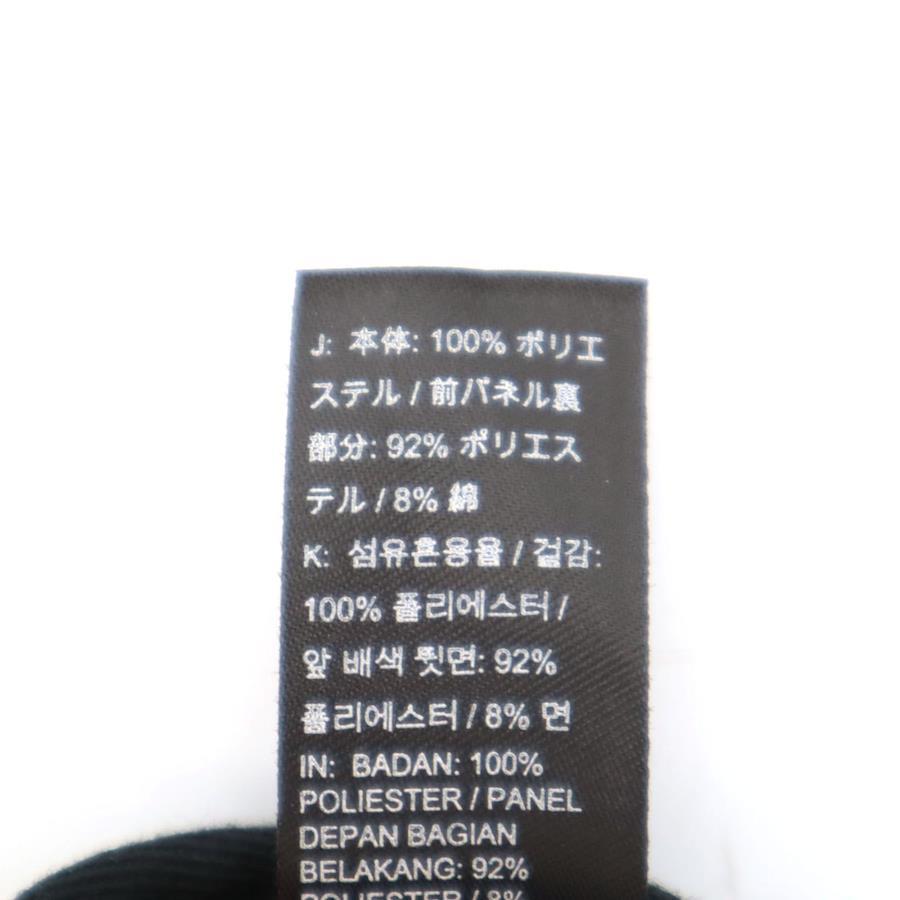 J: 本体: 100% ポリエ
ステル / 前パネル裏
部分: 92% ポリエス
テル / 8% 綿
K: 섬유혼용율 / 겉감:
100% 폴리에스터 /
앞 배색 뒷면: 92%
폴리에스터 / 8% 면
IN: BADAN: 100%
POLIESTER / PANEL
DEPAN BAGIAN
BELAKANG: 92%
POLIESTER / 8%